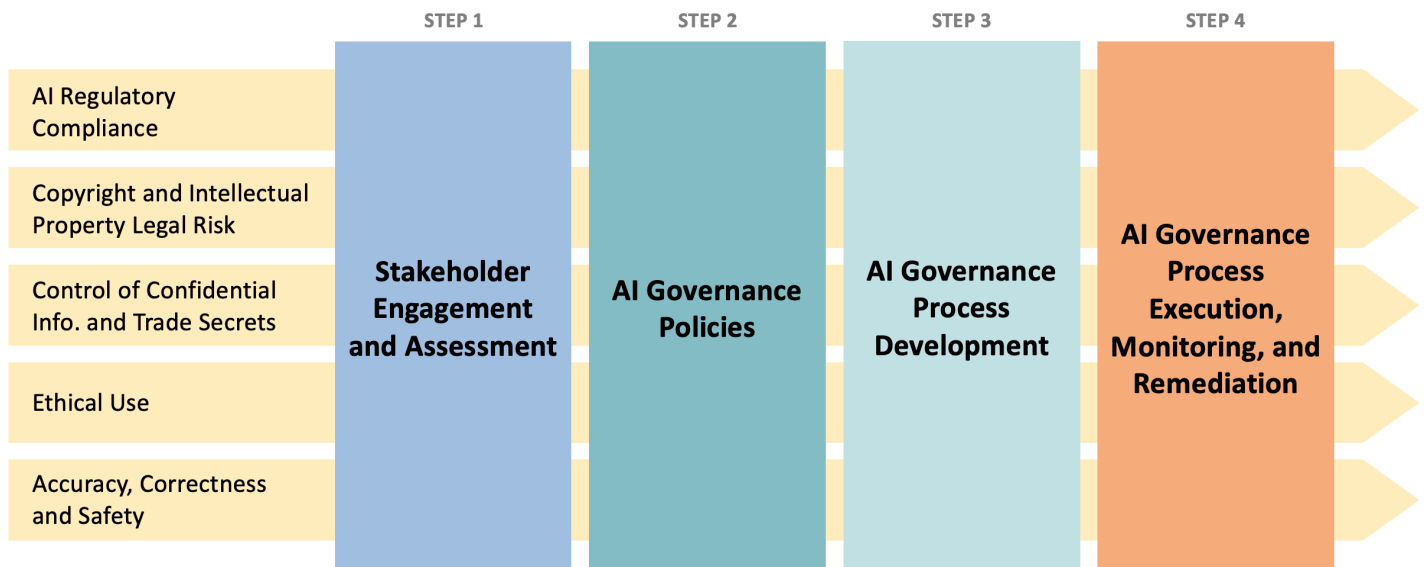 STEP 1
STEP 2
STEP 3
STEP 4
AI Regulatory
Compliance
Copyright and Intellectual
Property Legal Risk
Control of Confidential
Info. and Trade Secrets
Ethical Use
Accuracy, Correctness
and Safety
Stakeholder
Engagement
and Assessment
AI Governance
Policies
AI Governance
Process
Development
AI Governance
Process
Execution,
Monitoring, and
Remediation